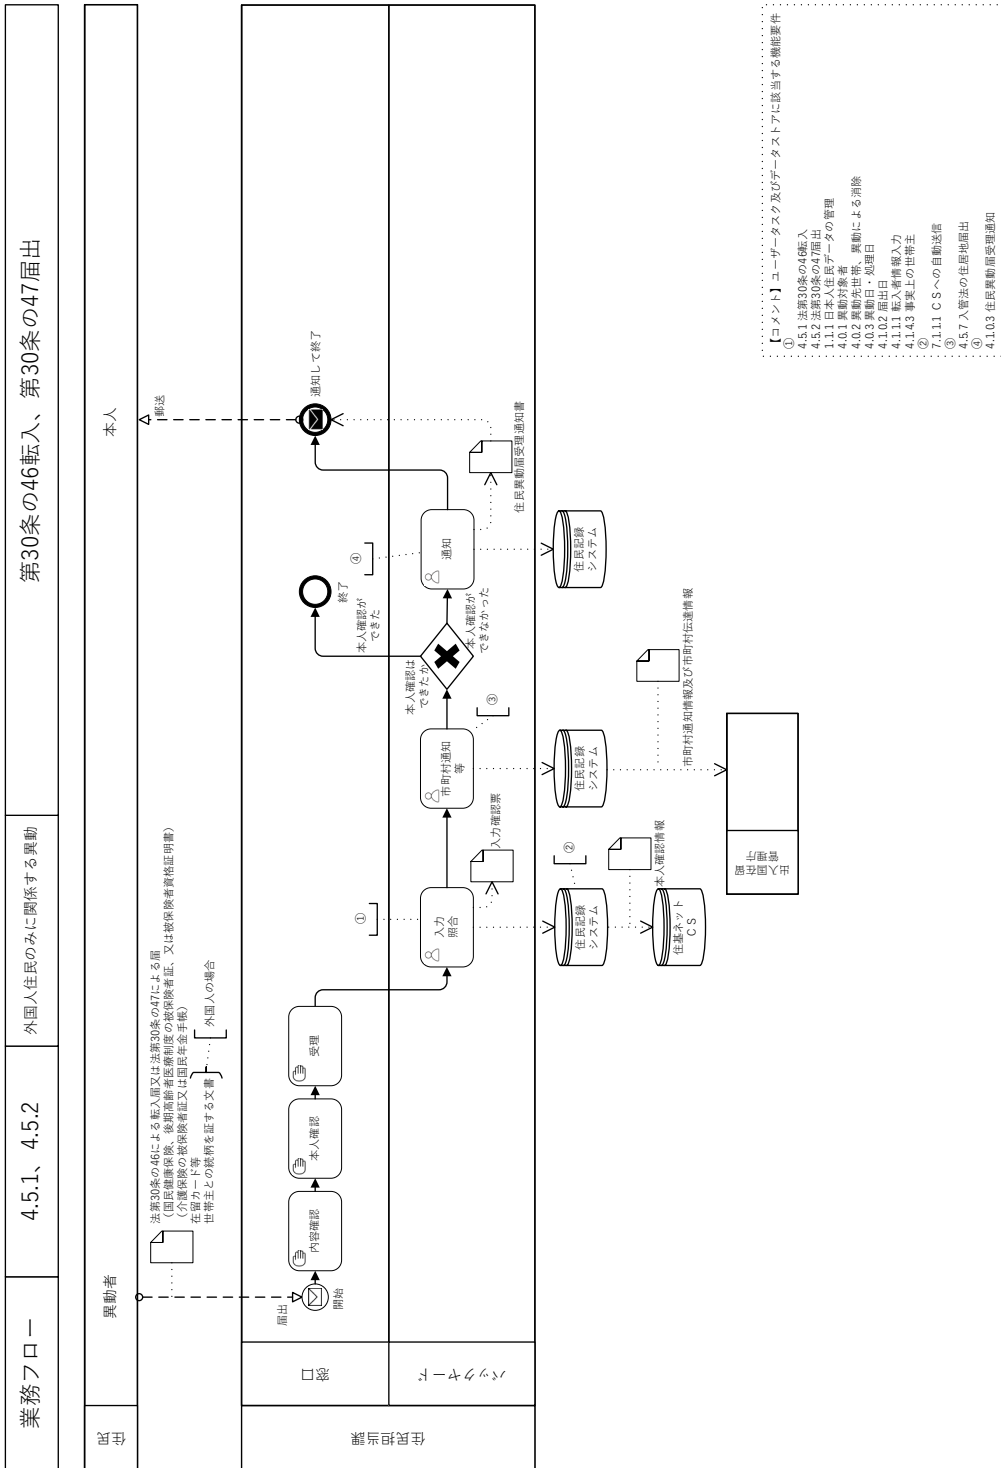 業務フロー
4.5.1、4.5.2
外国人住民のみに関係する異動
第30条の46転入、第30条の47届出
住民
異動者
本人
法第30条の46による転入届又は法第30条の47による届
（国民健康保険、後期高齢者医療制度の被保険者証、又は被保険者資格証明書）
（介護保険の被保険者証又は国民年金手帳）
在留カード等
世帯主との続柄を証する文書
外国人の場合
届出
郵送
住民担当課
窓口
バックヤード
開始
内容確認
本人確認
受理
①
入力
照合
入力確認票
市町村通知
等
③
本人確認は
できたか
本人確認が
できた
終了
本人確認が
できなかった
④
通知
住民異動届受理通知書
通知して終了
住民記録
システム
②
本人確認情報
住基ネット
ＣＳ
住民記録
システム
市町村通知情報及び市町村伝達情報
出入国在留
管理庁
住民記録
システム
【コメント】ユーザータスク及びデータストアに該当する機能要件
①
4.5.1 法第30条の46転入
4.5.2 法第30条の47届出
1.1.1 日本人住民データの管理
4.0.1 異動対象者
4.0.2 異動先世帯、異動による消除
4.0.3 異動日・処理日
4.1.0.2 届出日
4.1.1.1 転入者情報入力
4.1.4.3 事実上の世帯主
②
7.1.1.1 ＣＳへの自動送信
③
4.5.7 入管法の住居地届出
④
4.1.0.3 住民異動届受理通知